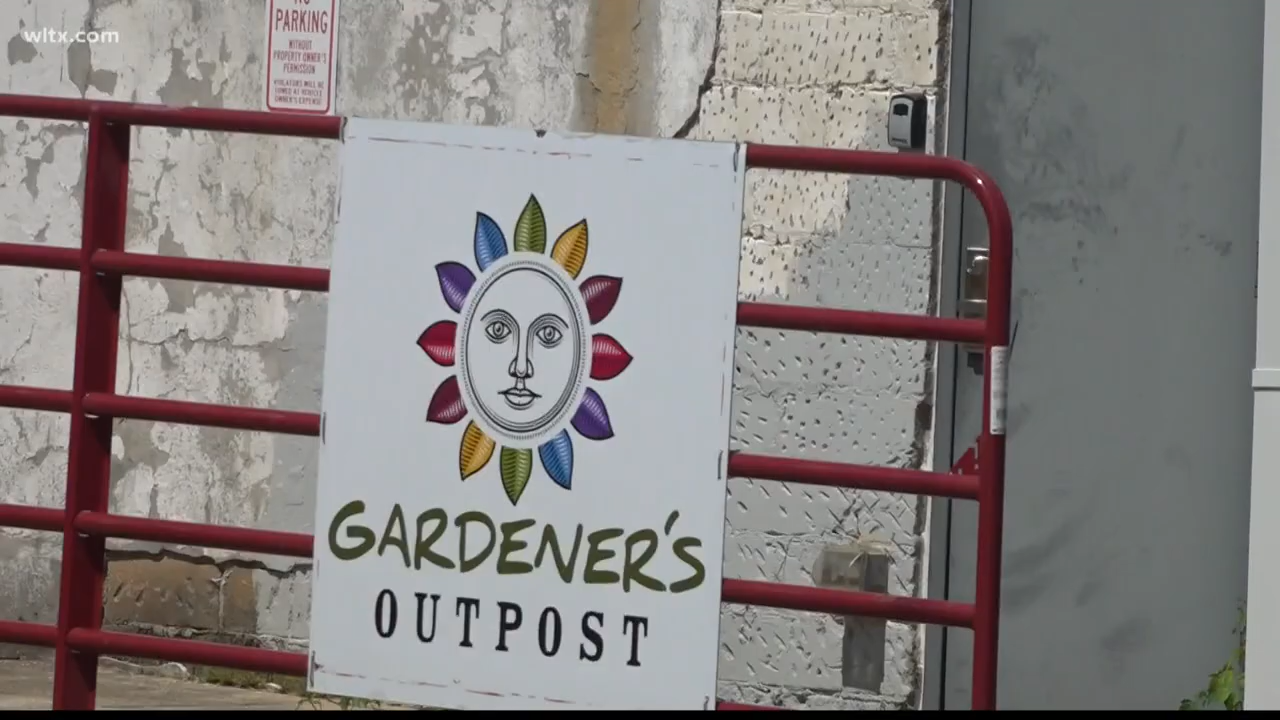 wltx.com
NO
PARKING
WITHOUT
PROPERTY OWNER'S
PERMISSION
VIOLATORS WILL BE
TOWED AT VEHICLE
OWNER'S EXPENSE
GARDENER'S
OUTPOST